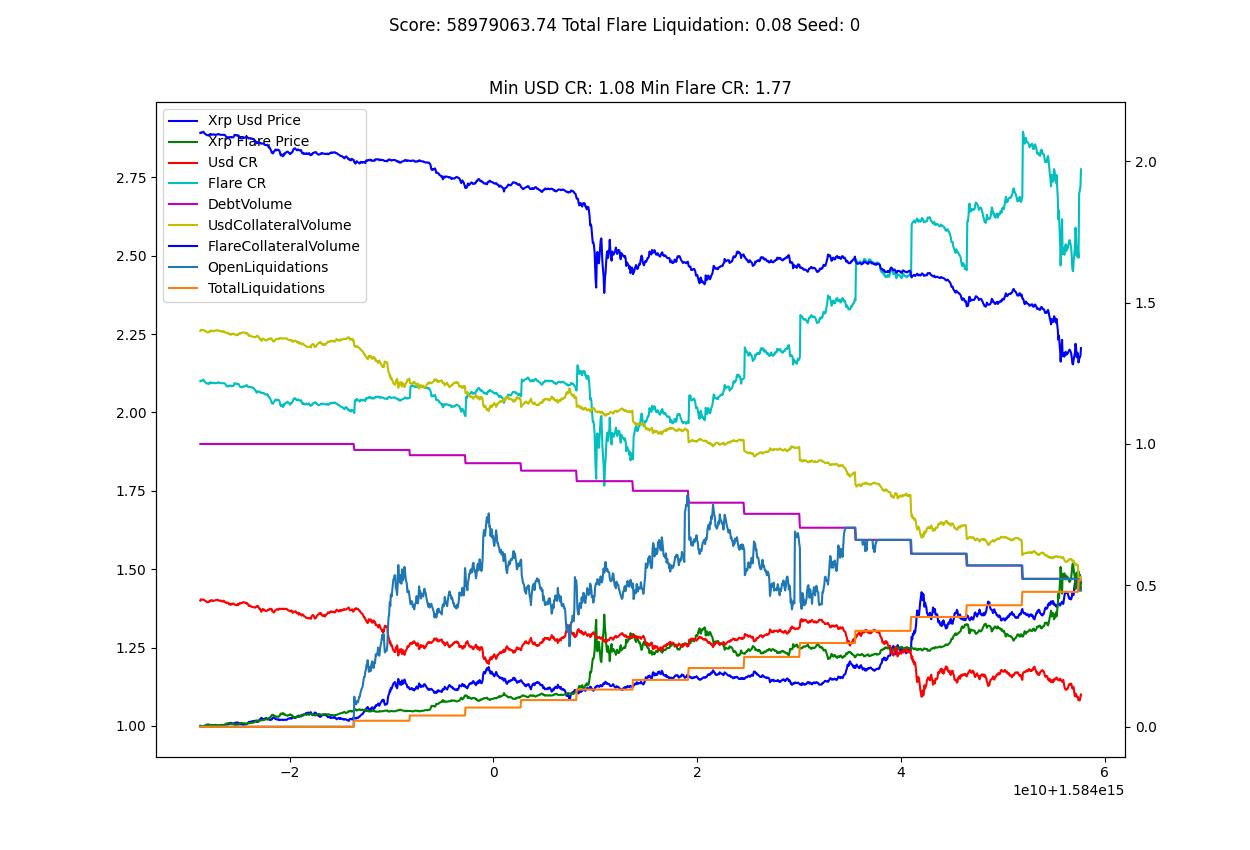 Score: 58979063.74 Total Flare Liquidation: 0.08 Seed: 0
Min USD CR: 1.08 Min Flare CR: 1.77
Xrp Usd Price
Xrp Flare Price
Usd CR
Flare CR
DebtVolume
UsdCollateralVolume
FlareCollateralVolume
OpenLiquidations
TotalLiquidations
2.75
2.50
2.25
2.00
1.75
1.50
1.25
1.00
2.0
1.5
1.0
0.5
0.0
−2
0
2
4
6
1e10+1.584e15